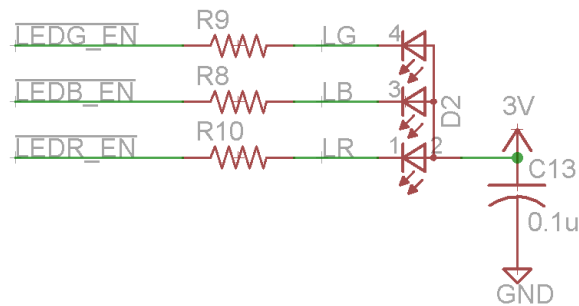 R9
LEDG_EN LG 4
R8
LEDB_EN LB 3
D2
3V
R10
LEDR_EN LR 1 2
C13
0.1u
GND